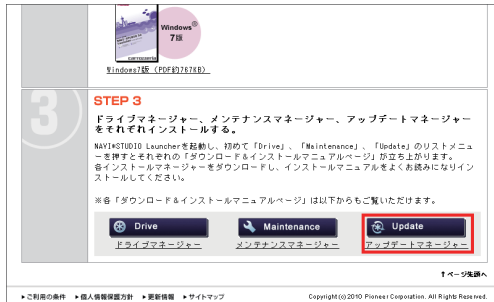 Windows®
7版
Windows7版 (PDF約767KB)
3
STEP 3
ドライブマネージャー、メンテナンスマネージャー、アップデートマネージャー
をそれぞれインストールする。
NAVI*STUDIO Launcherを起動し、初めて「Drive」、「Maintenance」、「Update」のリストメニュ
ーを押すとそれぞれの「ダウンロード&インストールマニュアルページ」が立ち上がります。
各インストールマネージャーをダウンロードし、インストールマニュアルをよくお読みになりイン
ストールしてください。
※各「ダウンロード&インストールマニュアルページ」は以下からもご覧いただけます。
Drive
Maintenance
Update
ドライブマネージャー
メンテナンスマネージャー
アップデートマネージャー
↑ページ先頭へ
▶ご利用の条件 ▶個人情報保護方針 ▶更新情報 ▶サイトマップ
Copyright (c) 2010 Pioneer Corporation. All Rights Reserved.